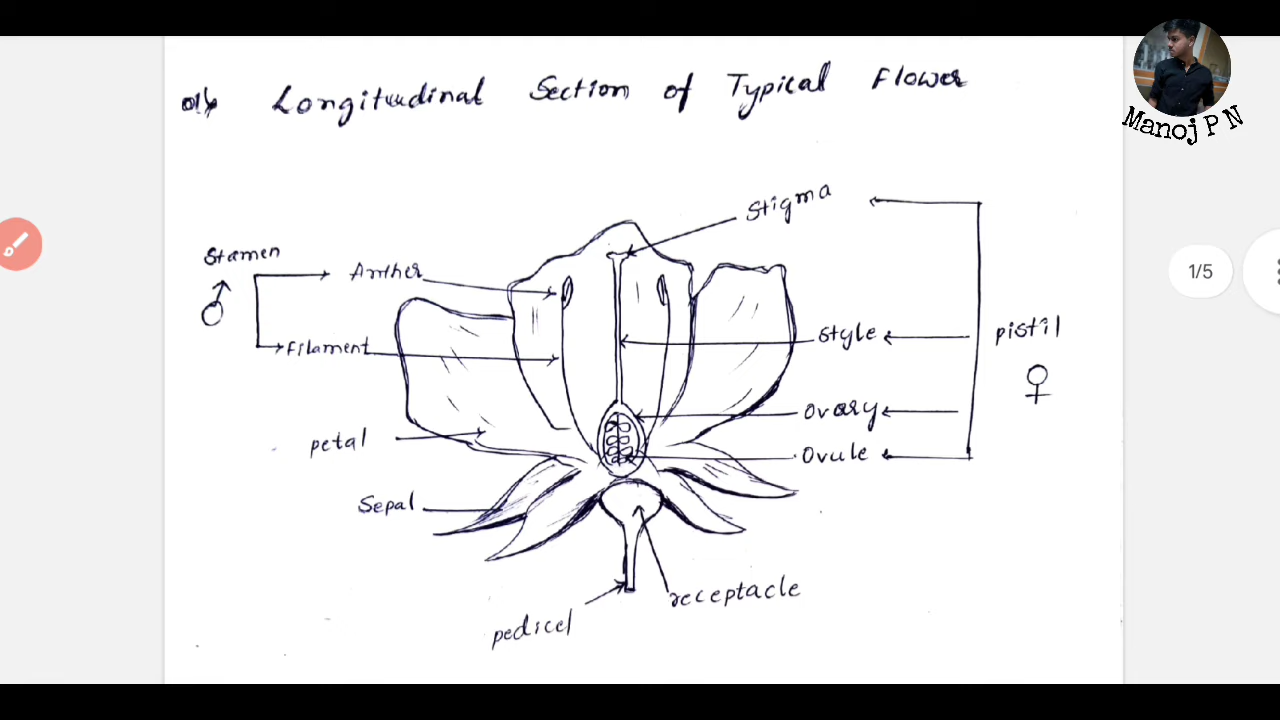 01) Longitudinal Section of Typical Flower
Manoj P N
Stigma
Stamen
Anther
1/5
Filament
Style
pistil
Ovary
petal
Ovule
Sepal
receptacle
pedicel